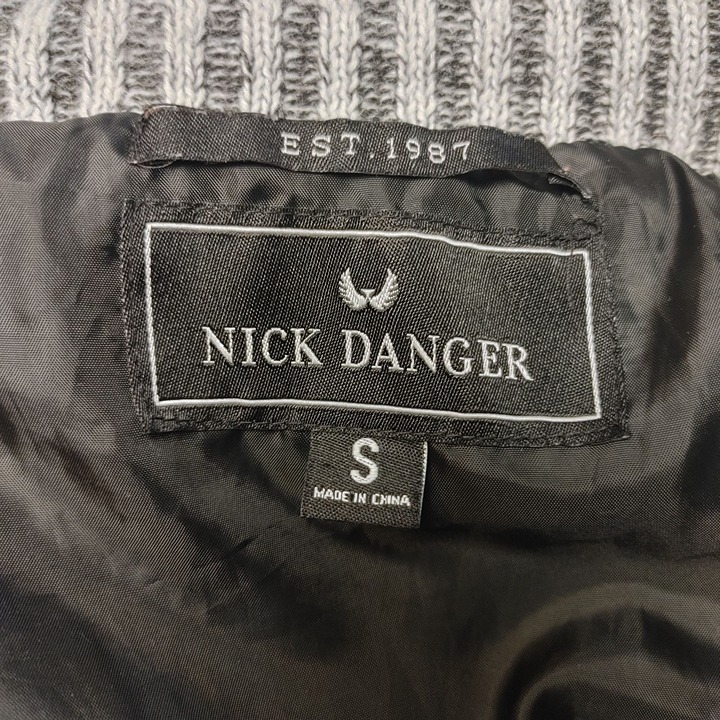 EST.1987
NICK DANGER
S
MADE IN CHINA